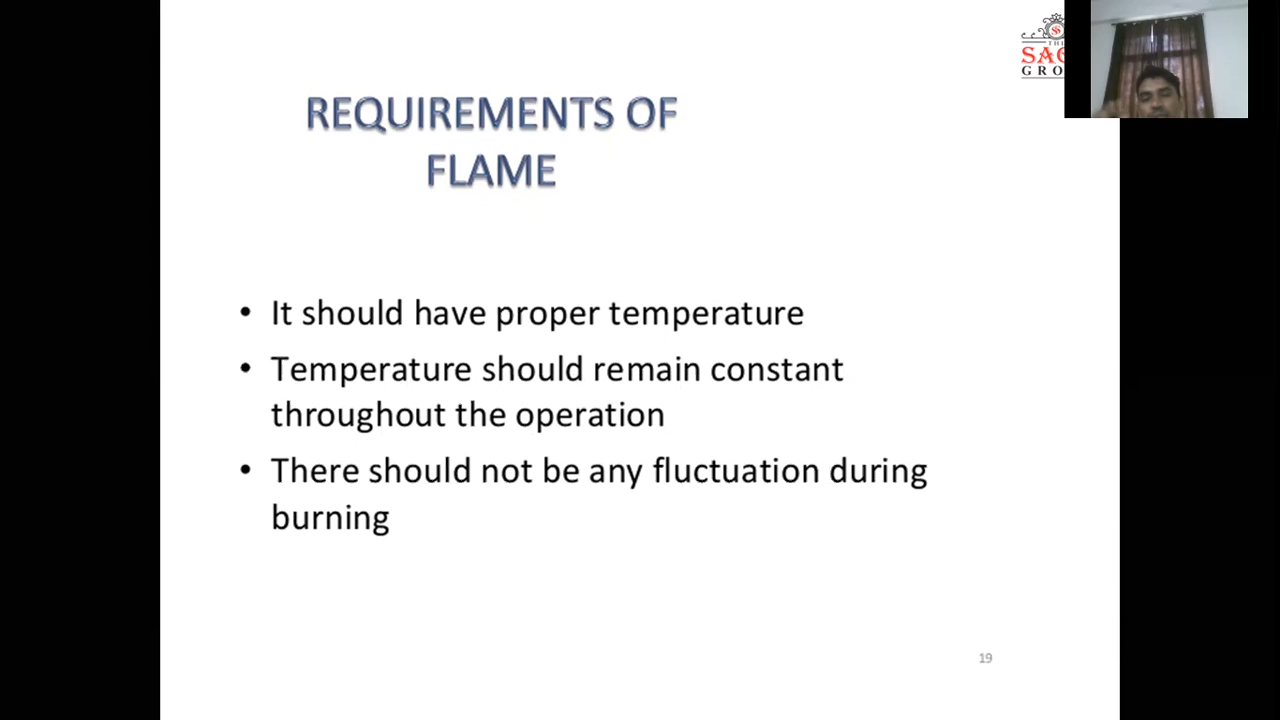 REQUIREMENTS OF
FLAME
• It should have proper temperature
• Temperature should remain constant
throughout the operation
• There should not be any fluctuation during
burning
19